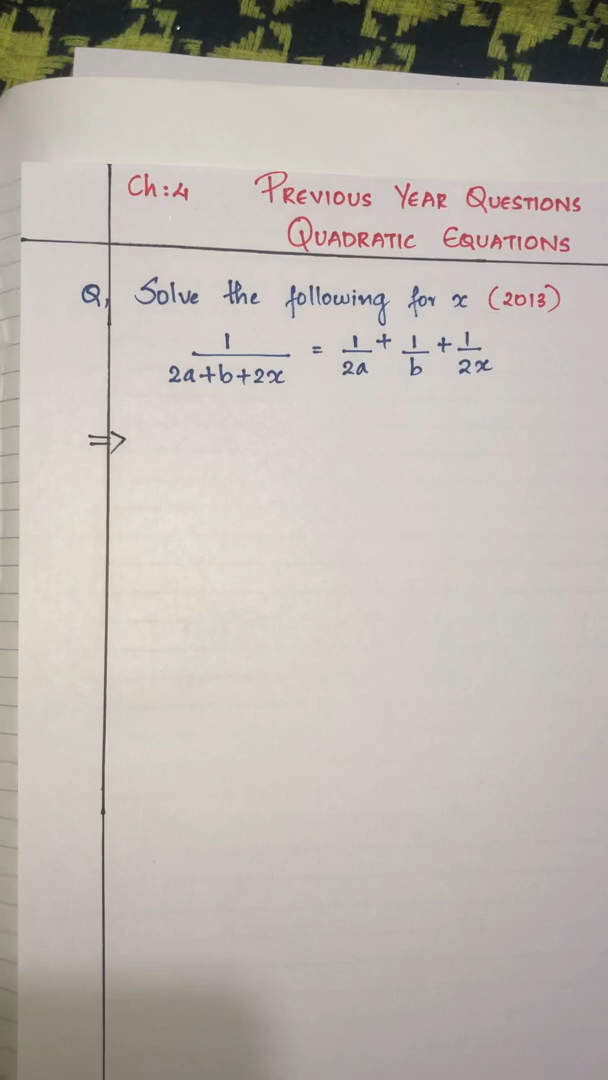 Ch:4 PREVIOUS YEAR QUESTIONS
QUADRATIC EQUATIONS
Q, Solve the following for x (2013)
1/(2a+b+2x) = 1/2a + 1/b + 1/2x
⇒